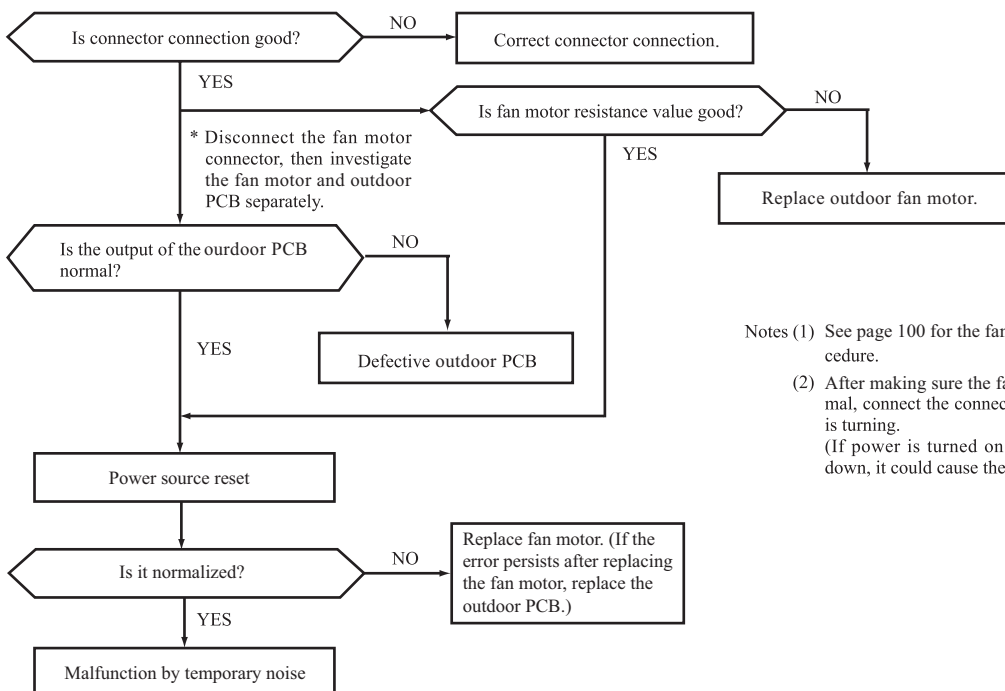 Is connector connection good?
NO
Correct connector connection.
YES
Is fan motor resistance value good?
NO
* Disconnect the fan motor
connector, then investigate
the fan motor and outdoor
PCB separately.
YES
Replace outdoor fan motor.
Is the output of the ourdoor PCB
normal?
NO
YES
Defective outdoor PCB
Notes (1) See page 100 for the fan
cedure.
(2) After making sure the fa
mal, connect the connec
is turning.
(If power is turned on
down, it could cause the
Power source reset
Is it normalized?
NO
Replace fan motor. (If the
error persists after replacing
the fan motor, replace the
outdoor PCB.)
YES
Malfunction by temporary noise